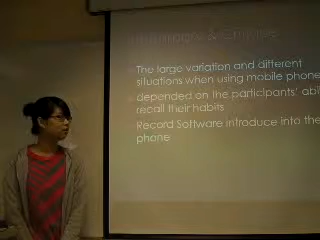 The large variation and different
situations when using mobile phone
depended on the participants' abi
recall their habits
Record Software introduce into the
phone